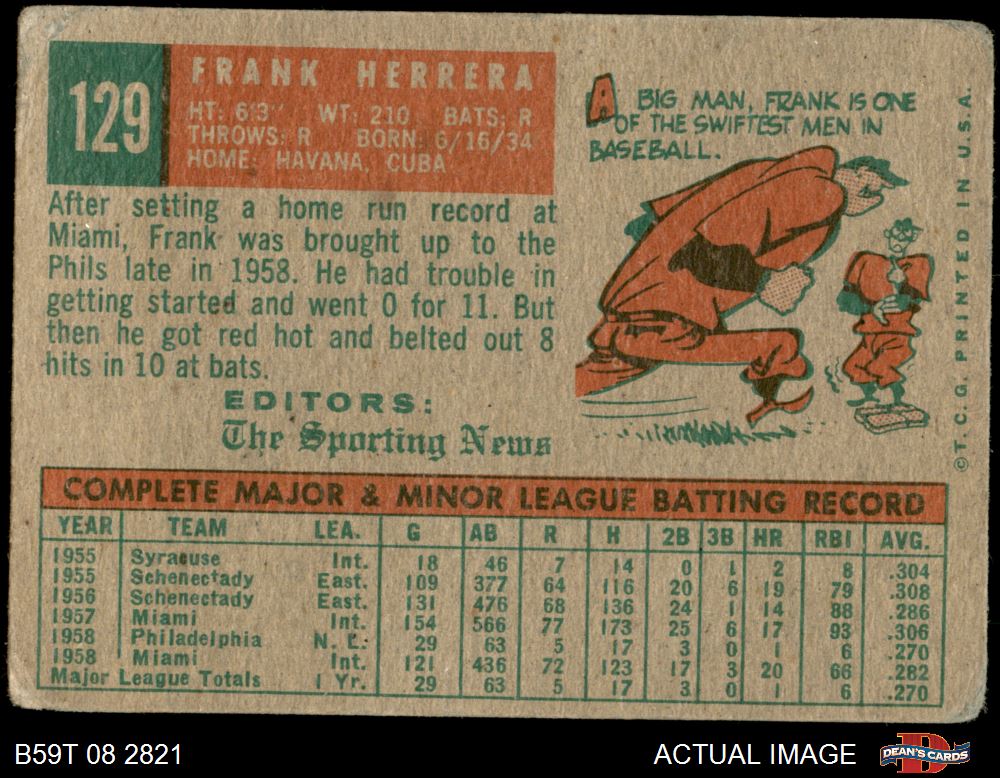 129
FRANK HERRERA
HT: 6'3" WT: 210 BATS: R
THROWS: R BORN: 6/16/34
HOME: HAVANA, CUBA
A BIG MAN, FRANK IS ONE
OF THE SWIFTEST MEN IN
BASEBALL.
After setting a home run record at
Miami, Frank was brought up to the
Phils late in 1958. He had trouble in
getting started and went 0 for 11. But
then he got red hot and belted out 8
hits in 10 at bats.
EDITORS:
The Sporting News
© T. C. G. PRINTED IN U.S.A.
COMPLETE MAJOR & MINOR LEAGUE BATTING RECORD
YEAR TEAM LEA. G AB R H 2B 3B HR RBI AVG.
1955 Syracuse Int. 18 46 7 14 0 1 2 8 .304
1955 Schenectady East. 109 377 64 116 20 6 19 79 .308
1956 Schenectady East. 131 476 68 136 24 1 14 88 .286
1957 Miami Int. 154 566 77 173 25 6 17 93 .306
1958 Philadelphia N. L. 29 63 5 17 3 0 1 6 .270
1958 Miami Int. 121 436 72 123 17 3 20 66 .282
Major League Totals 1 Yr. 29 63 5 17 3 0 1 6 .270
B59T 08 2821
ACTUAL IMAGE
DEAN'S CARDS